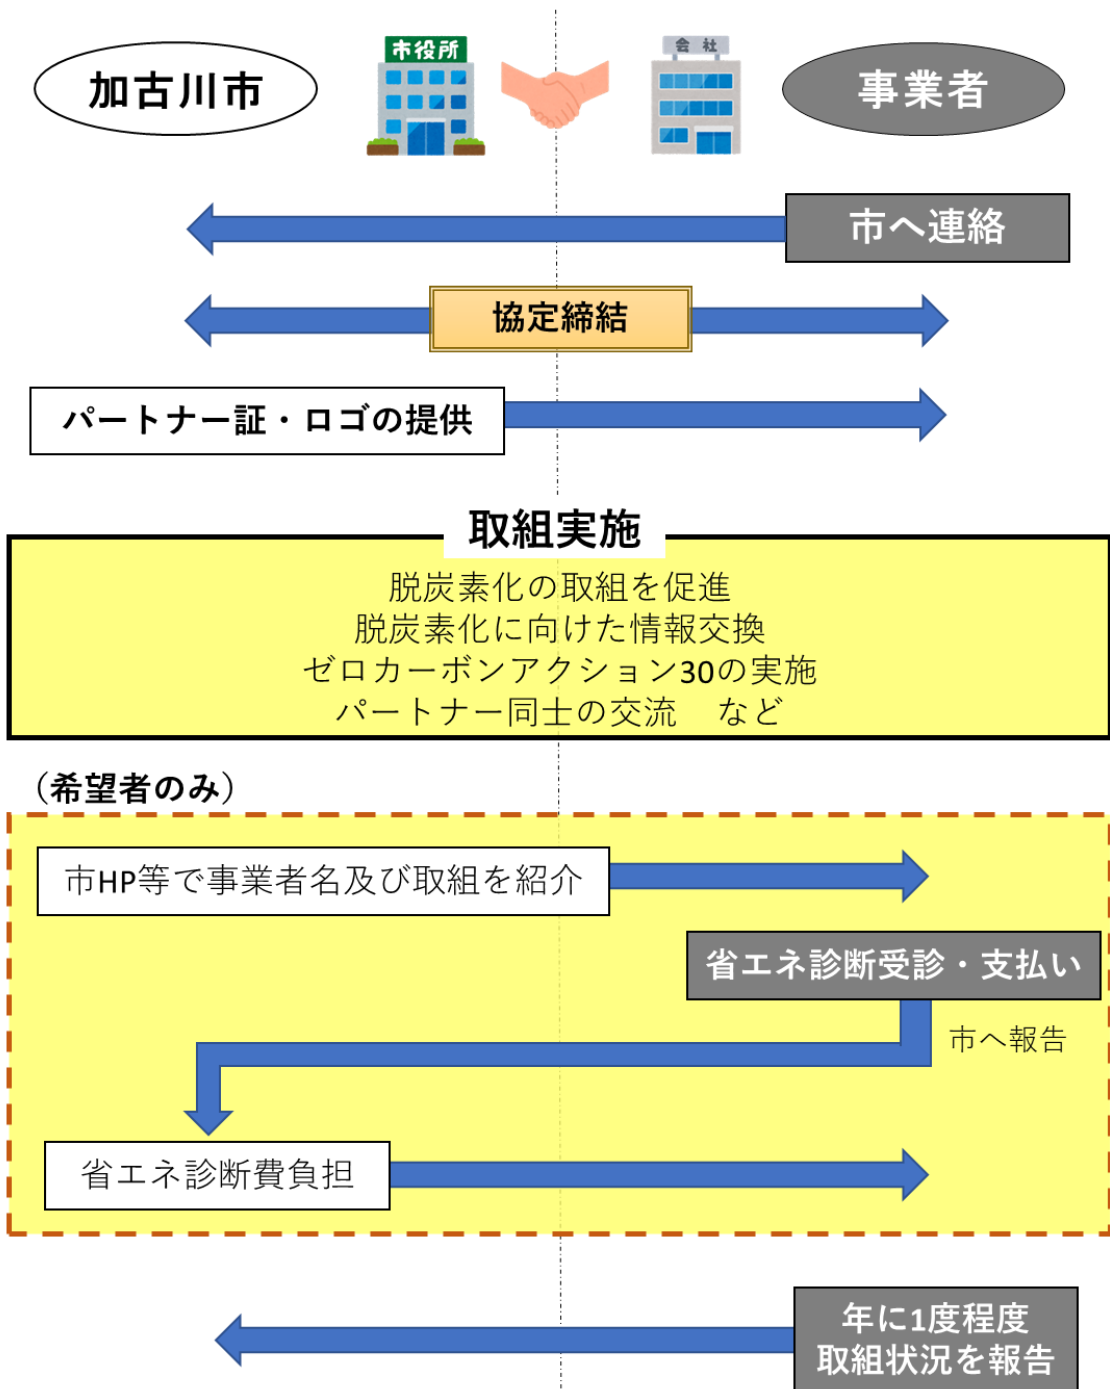 加古川市
市役所
会社
事業者
市へ連絡
協定締結
パートナー証・ロゴの提供
取組実施
脱炭素化の取組を促進
脱炭素化に向けた情報交換
ゼロカーボンアクション30の実施
パートナー同士の交流　など
（希望者のみ）
市HP等で事業者名及び取組を紹介
省エネ診断受診・支払い
市へ報告
省エネ診断費負担
年に1度程度
取組状況を報告